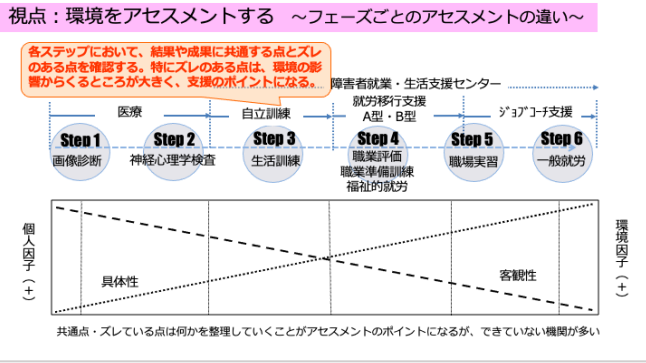 視点：環境をアセスメントする　～フェーズごとのアセスメントの違い～
各ステップにおいて、結果や成果に共通する点とズレ
のある点を確認する。特にズレのある点は、環境の影
響からくるところが大きく、支援のポイントになる。
障害者就業・生活支援センター
医療
自立訓練
就労移行支援
A型・B型
ｼﾞｮﾌﾞｺｰﾁ支援
Step 1
画像診断
Step 2
神経心理学検査
Step 3
生活訓練
Step 4
職業評価
職業準備訓練
福祉的就労
Step 5
職場実習
Step 6
一般就労
個人因子（＋）
具体性
客観性
環境因子（＋）
共通点・ズレている点は何かを整理していくことがアセスメントのポイントになるが、できていない機関が多い